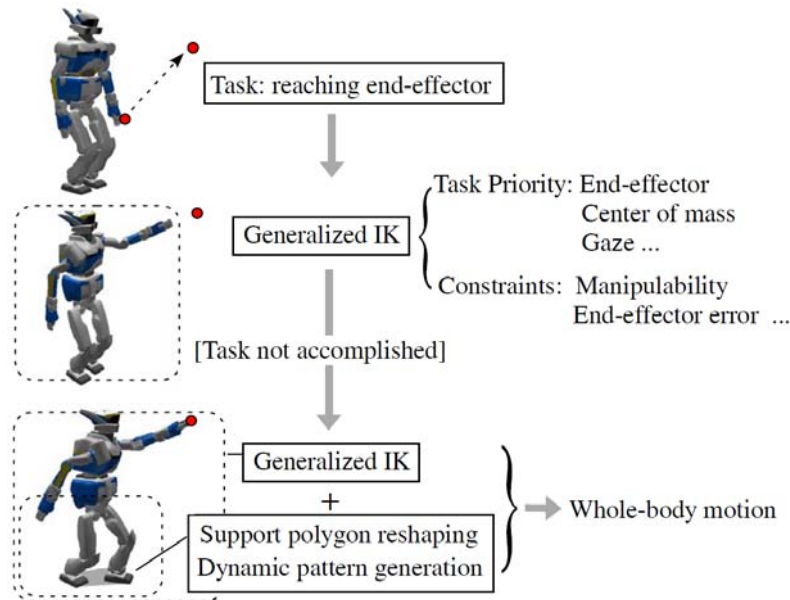 Task: reaching end-effector
Generalized IK
Task Priority: End-effector
Center of mass
Gaze ...
Constraints: Manipulability
End-effector error ...
[Task not accomplished]
Generalized IK
+
Support polygon reshaping
Dynamic pattern generation
Whole-body motion